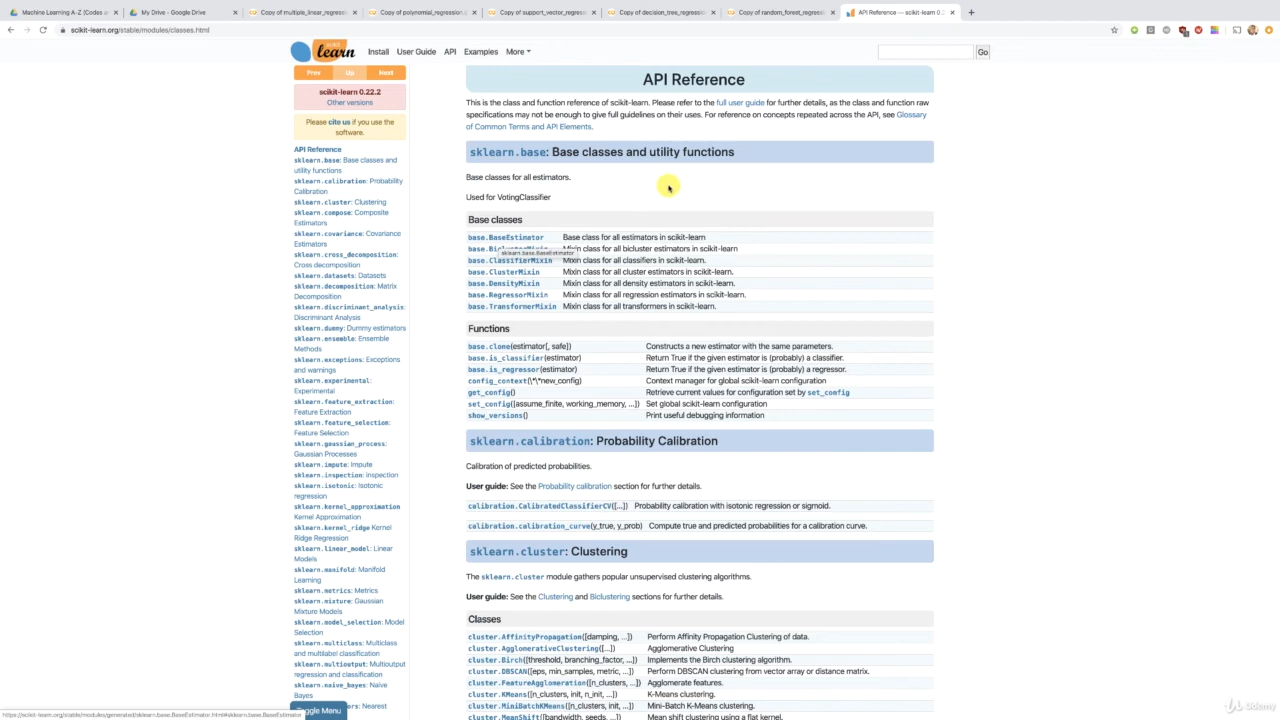 Machine Learning A-Z (Codes a
My Drive - Google Drive
Copy of multiple_linear_regress
Copy of polynomial_regression.
Copy of support_vector_regres
Copy of decision_tree_regressi
Copy of random_forest_regress
API Reference — scikit-learn 0.2
scikit-learn.org/stable/modules/classes.html
scikit
learn
Install
User Guide
API
Examples
More
Go
Prev
Up
Next
scikit-learn 0.22.2
Other versions
Please cite us if you use the
software.
API Reference
sklearn.base: Base classes and
utility functions
sklearn.calibration: Probability
Calibration
sklearn.cluster: Clustering
sklearn.compose: Composite
Estimators
sklearn.covariance: Covariance
Estimators
sklearn.cross_decomposition:
Cross decomposition
sklearn.datasets: Datasets
sklearn.decomposition: Matrix
Decomposition
sklearn.discriminant_analysis:
Discriminant Analysis
sklearn.dummy: Dummy estimators
sklearn.ensemble: Ensemble
Methods
sklearn.exceptions: Exceptions
and warnings
sklearn.experimental:
Experimental
sklearn.feature_extraction:
Feature Extraction
sklearn.feature_selection:
Feature Selection
sklearn.gaussian_process:
Gaussian Processes
sklearn.impute: Impute
sklearn.inspection: Inspection
sklearn.isotonic: Isotonic
regression
sklearn.kernel_approximation
Kernel Approximation
sklearn.kernel_ridge Kernel
Ridge Regression
sklearn.linear_model: Linear
Models
sklearn.manifold: Manifold
Learning
sklearn.metrics: Metrics
sklearn.mixture: Gaussian
Mixture Models
sklearn.model_selection: Model
Selection
sklearn.multiclass: Multiclass
and multilabel classification
sklearn.multioutput: Multioutput
regression and classification
sklearn.naive_bayes: Naive
Bayes
Nearest
Toggle Menu
API Reference
This is the class and function reference of scikit-learn. Please refer to the full user guide for further details, as the class and function raw
specifications may not be enough to give full guidelines on their uses. For reference on concepts repeated across the API, see Glossary
of Common Terms and API Elements.
sklearn.base: Base classes and utility functions
Base classes for all estimators.
Used for VotingClassifier
Base classes
base.BaseEstimator Base class for all estimators in scikit-learn
base.BiclusterMixin Mixin class for all bicluster estimators in scikit-learn
sklearn.base.BaseEstimator
base.ClassifierMixin Mixin class for all classifiers in scikit-learn.
base.ClusterMixin Mixin class for all cluster estimators in scikit-learn.
base.DensityMixin Mixin class for all density estimators in scikit-learn.
base.RegressorMixin Mixin class for all regression estimators in scikit-learn.
base.TransformerMixin Mixin class for all transformers in scikit-learn.
Functions
base.clone(estimator[, safe]) Constructs a new estimator with the same parameters.
base.is_classifier(estimator) Return True if the given estimator is (probably) a classifier.
base.is_regressor(estimator) Return True if the given estimator is (probably) a regressor.
config_context(\*\*new_config) Context manager for global scikit-learn configuration
get_config() Retrieve current values for configuration set by set_config
set_config([assume_finite, working_memory, …]) Set global scikit-learn configuration
show_versions() Print useful debugging information
sklearn.calibration: Probability Calibration
Calibration of predicted probabilities.
User guide: See the Probability calibration section for further details.
calibration.CalibratedClassifierCV([…]) Probability calibration with isotonic regression or sigmoid.
calibration.calibration_curve(y_true, y_prob) Compute true and predicted probabilities for a calibration curve.
sklearn.cluster: Clustering
The sklearn.cluster module gathers popular unsupervised clustering algorithms.
User guide: See the Clustering and Biclustering sections for further details.
Classes
cluster.AffinityPropagation([damping, …]) Perform Affinity Propagation Clustering of data.
cluster.AgglomerativeClustering([…]) Agglomerative Clustering
cluster.Birch([threshold, branching_factor, …]) Implements the Birch clustering algorithm.
cluster.DBSCAN([eps, min_samples, metric, …]) Perform DBSCAN clustering from vector array or distance matrix.
cluster.FeatureAgglomeration([n_clusters, …]) Agglomerate features.
cluster.KMeans([n_clusters, init, n_init, …]) K-Means clustering.
cluster.MiniBatchKMeans([n_clusters, init, …]) Mini-Batch K-Means clustering.
cluster.MeanShift([bandwidth, seeds, …]) Mean shift clustering using a flat kernel.
https://scikit-learn.org/stable/modules/generated/sklearn.base.BaseEstimator.html#sklearn.base.BaseEstimator
Udemy